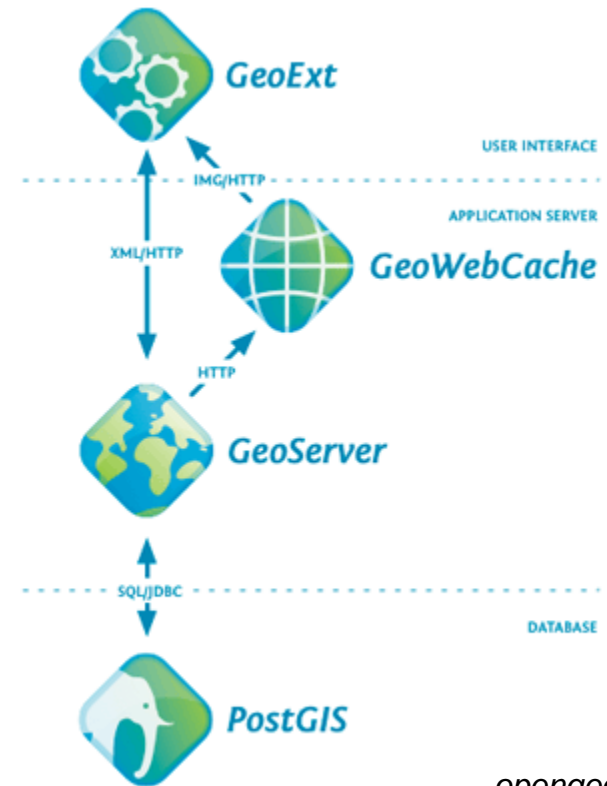 GeoExt
USER INTERFACE
IMG/HTTP
APPLICATION SERVER
XML/HTTP
GeoWebCache
HTTP
GeoServer
SQL/JDBC
DATABASE
PostGIS